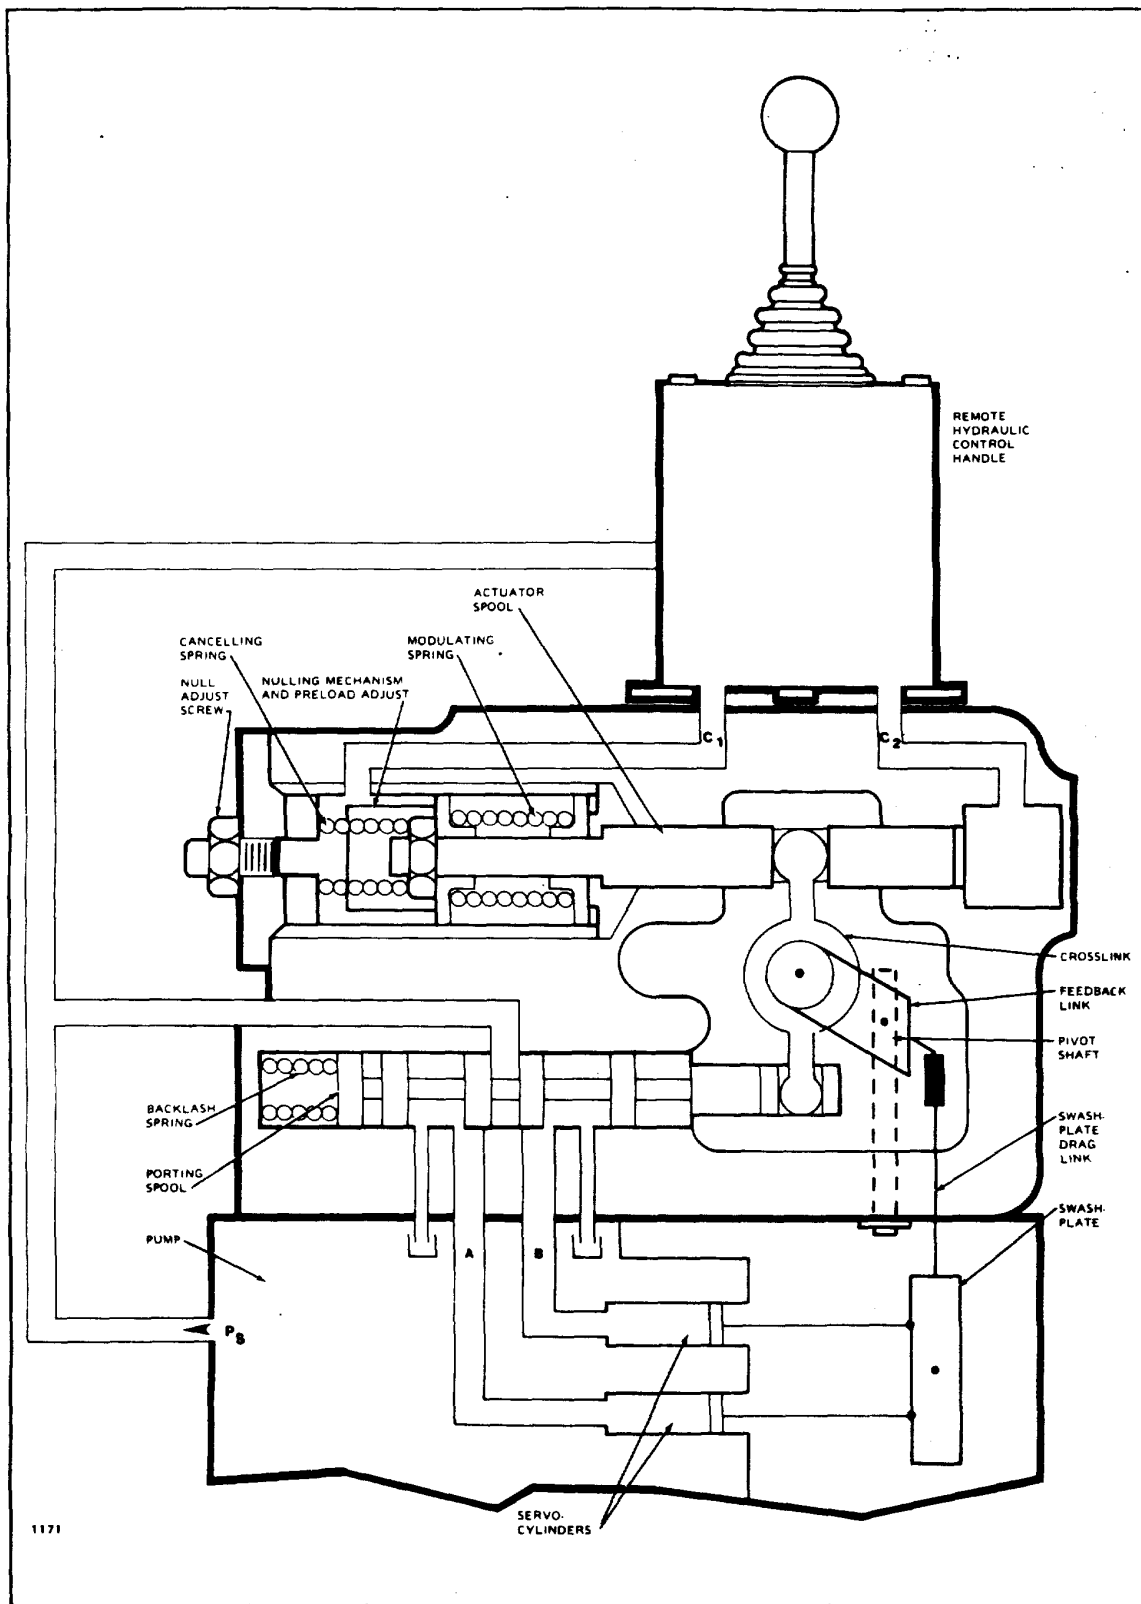 REMOTE
HYDRAULIC
CONTROL
HANDLE
ACTUATOR
SPOOL
CANCELLING
SPRING
MODULATING
SPRING
NULL
ADJUST
SCREW
NULLING MECHANISM
AND PRELOAD ADJUST
C1
C2
CROSSLINK
FEEDBACK
LINK
PIVOT
SHAFT
BACKLASH
SPRING
SWASH-
PLATE
DRAG
LINK
PORTING
SPOOL
SWASH-
PLATE
PUMP
A
B
PS
SERVO-
CYLINDERS
1171